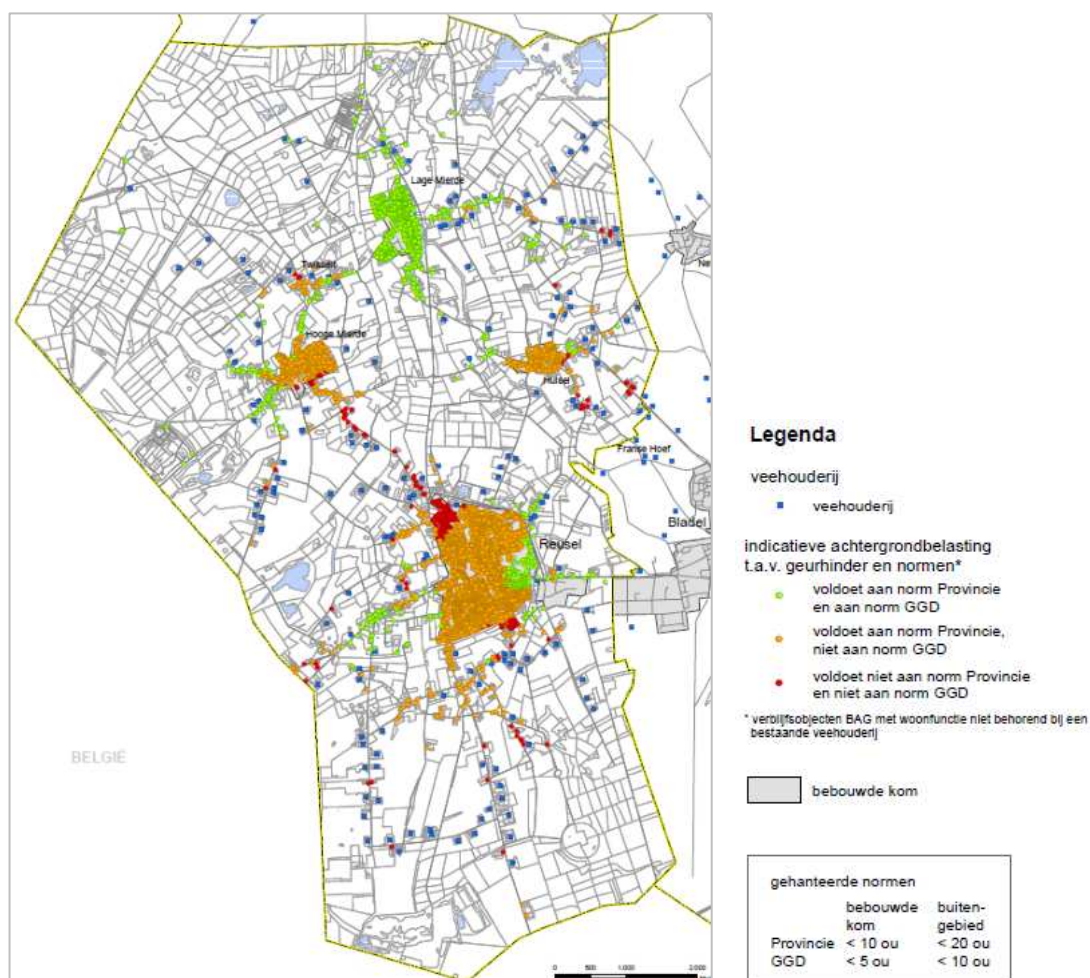 Lage Mierde
Hooge Mierde
Hulsel
Franse Hoef
Bladel
Reusel
BELGIË
0 500 1.000 2.000
Legenda
veehouderij
veehouderij
indicatieve achtergrondbelasting
t.a.v. geurhinder en normen*
voldoet aan norm Provincie
en aan norm GGD
voldoet aan norm Provincie,
niet aan norm GGD
voldoet niet aan norm Provincie
en niet aan norm GGD
* verblijfsobjecten BAG met woonfunctie niet behorend bij een
bestaande veehouderij
bebouwde kom
gehanteerde normen
bebouwde buiten-
kom gebied
Provincie < 10 ou < 20 ou
GGD < 5 ou < 10 ou